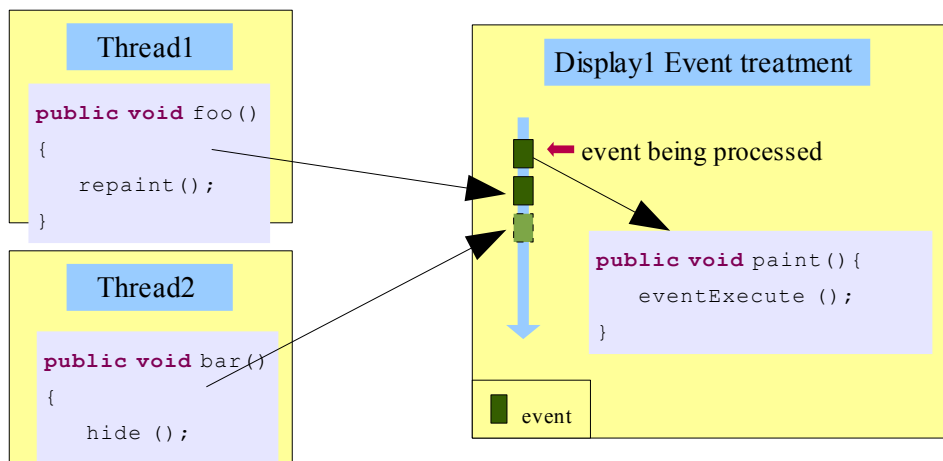 Thread1
public void foo()
{
repaint();
}
Thread2
public void bar()
{
hide ();
Display1 Event treatment
event being processed
public void paint(){
eventExecute ();
}
event